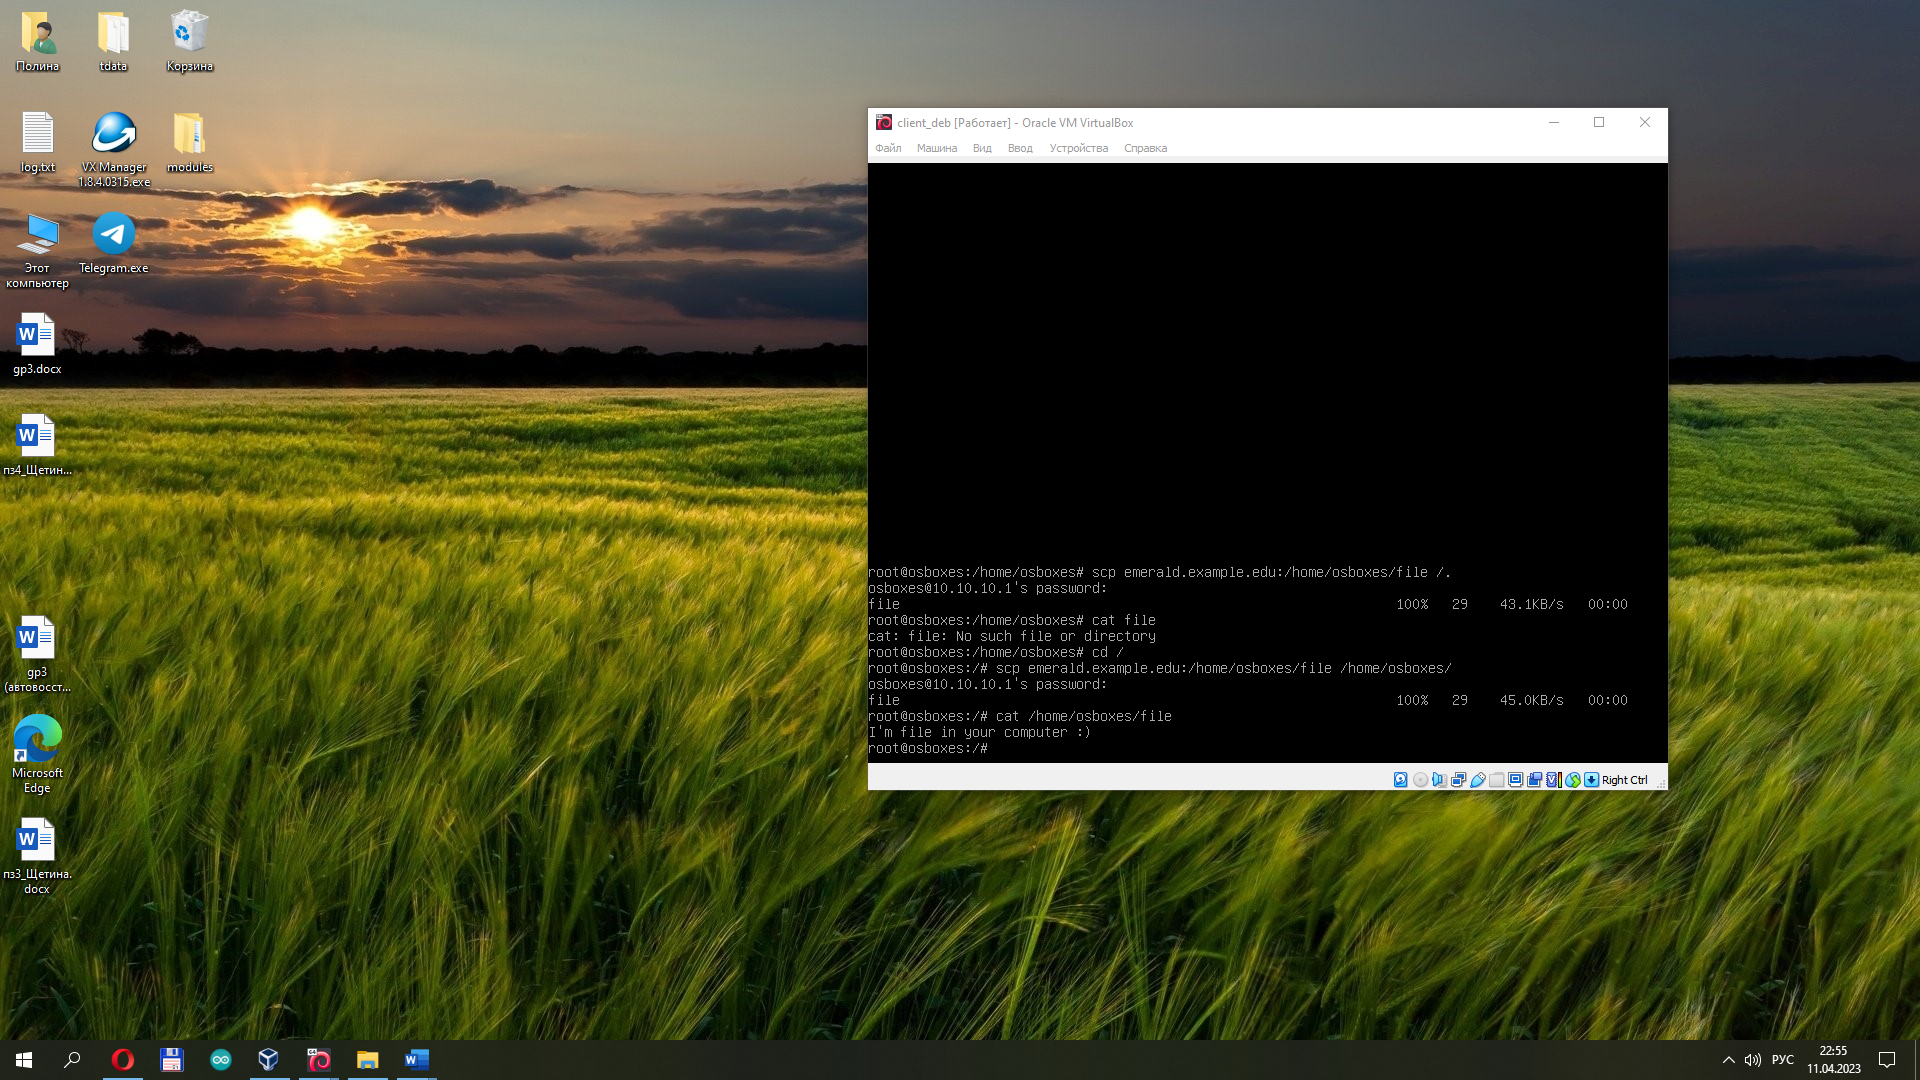 Полина
tdata
Корзина
log.txt
VX Manager
1.8.4.0315.exe
modules
Этот
компьютер
Telegram.exe
gp3.docx
пз4_Щетин...
gp3
(автовосст...
Microsoft
Edge
пз3_Щетина.
docx
client_deb [Работает] - Oracle VM VirtualBox
Файл Машина Вид Ввод Устройства Справка
root@osboxes:/home/osboxes# scp emerald.example.edu:/home/osboxes/file /.
osboxes@10.10.10.1's password:
file 100% 29 43.1KB/s 00:00
root@osboxes:/home/osboxes# cat file
cat: file: No such file or directory
root@osboxes:/home/osboxes# cd /
root@osboxes:/# scp emerald.example.edu:/home/osboxes/file /home/osboxes/
osboxes@10.10.10.1's password:
file 100% 29 45.0KB/s 00:00
root@osboxes:/# cat /home/osboxes/file
I'm file in your computer :)
root@osboxes:/#
Right Ctrl
РУС
22:55
11.04.2023